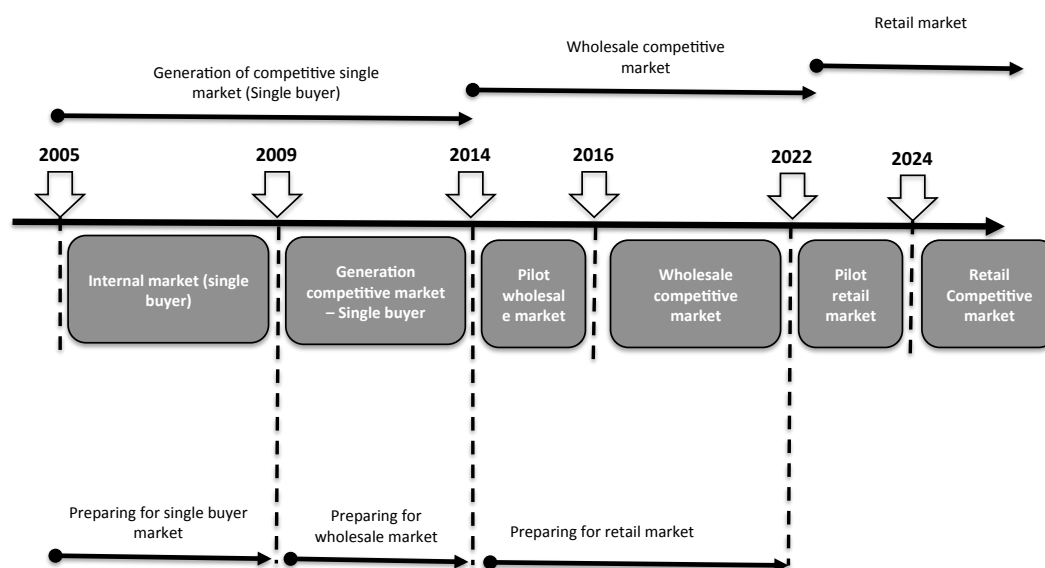 Retail market
Wholesale competitive
market
Generation of competitive single
market (Single buyer)
2005
2009
2014
2016
2022
2024
Internal market (single
buyer)
Generation
competitive market
– Single buyer
Pilot
wholesal
e market
Wholesale
competitive
market
Pilot
retail
market
Retail
Competitive
market
Preparing for single buyer
market
Preparing for
wholesale market
Preparing for retail market